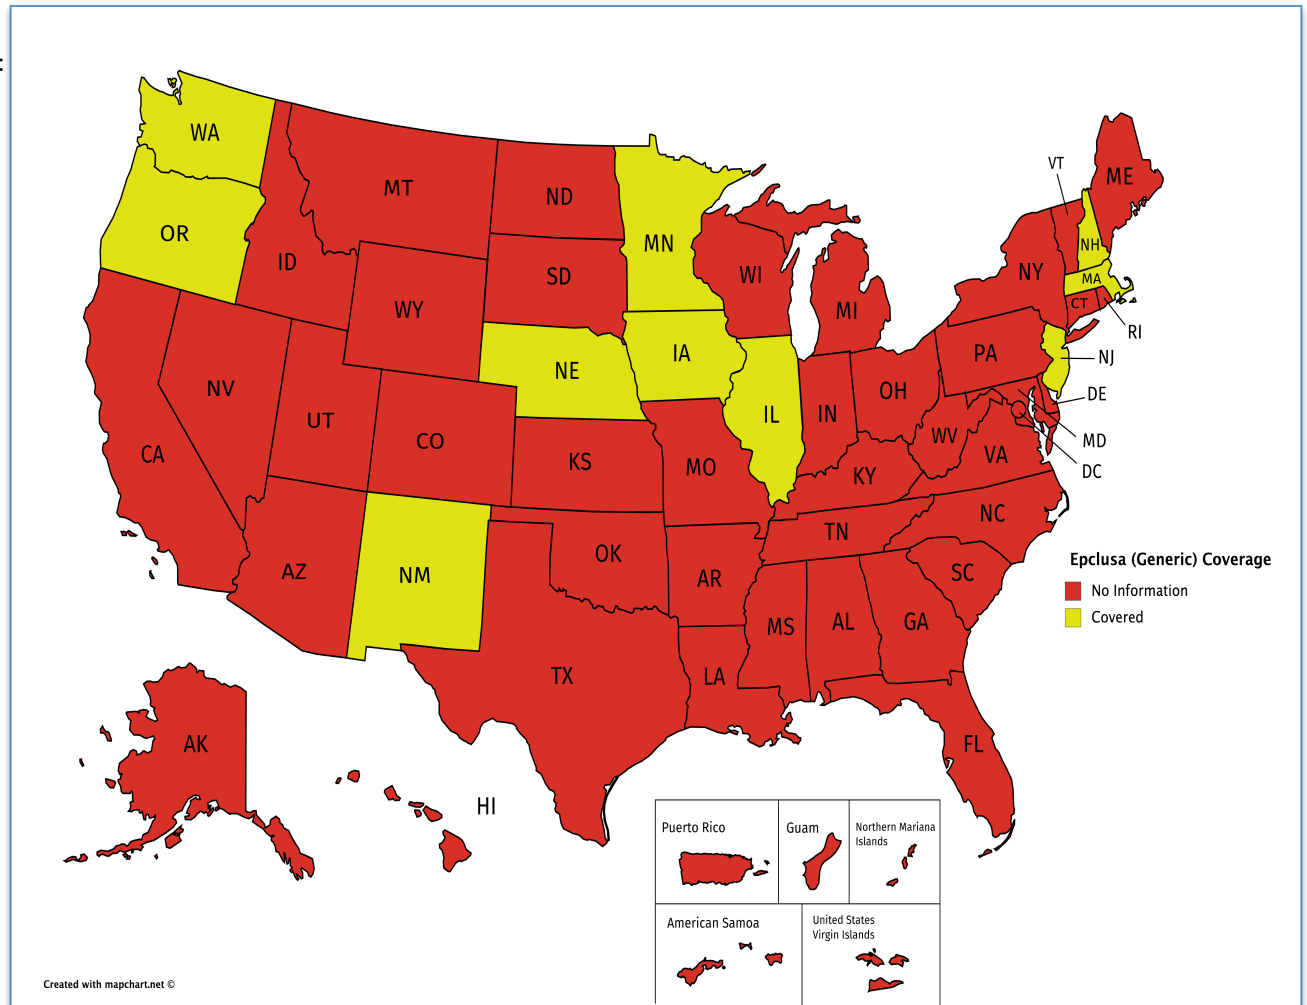 :
WA
MT
ND
MN
VT
ME
OR
ID
SD
WI
NY
NH
MA
WY
MI
CT
RI
NE
IA
PA
NJ
NV
UT
CO
IL
IN
OH
DE
CA
KS
MO
WV
VA
MD
KY
DC
AZ
NM
OK
TN
NC
AR
SC
Epclusa (Generic) Coverage
No Information
Covered
MS
AL
GA
TX
LA
AK
FL
HI
Puerto Rico
Guam
Northern Mariana
Islands
American Samoa
United States
Virgin Islands
Created with mapchart.net ©